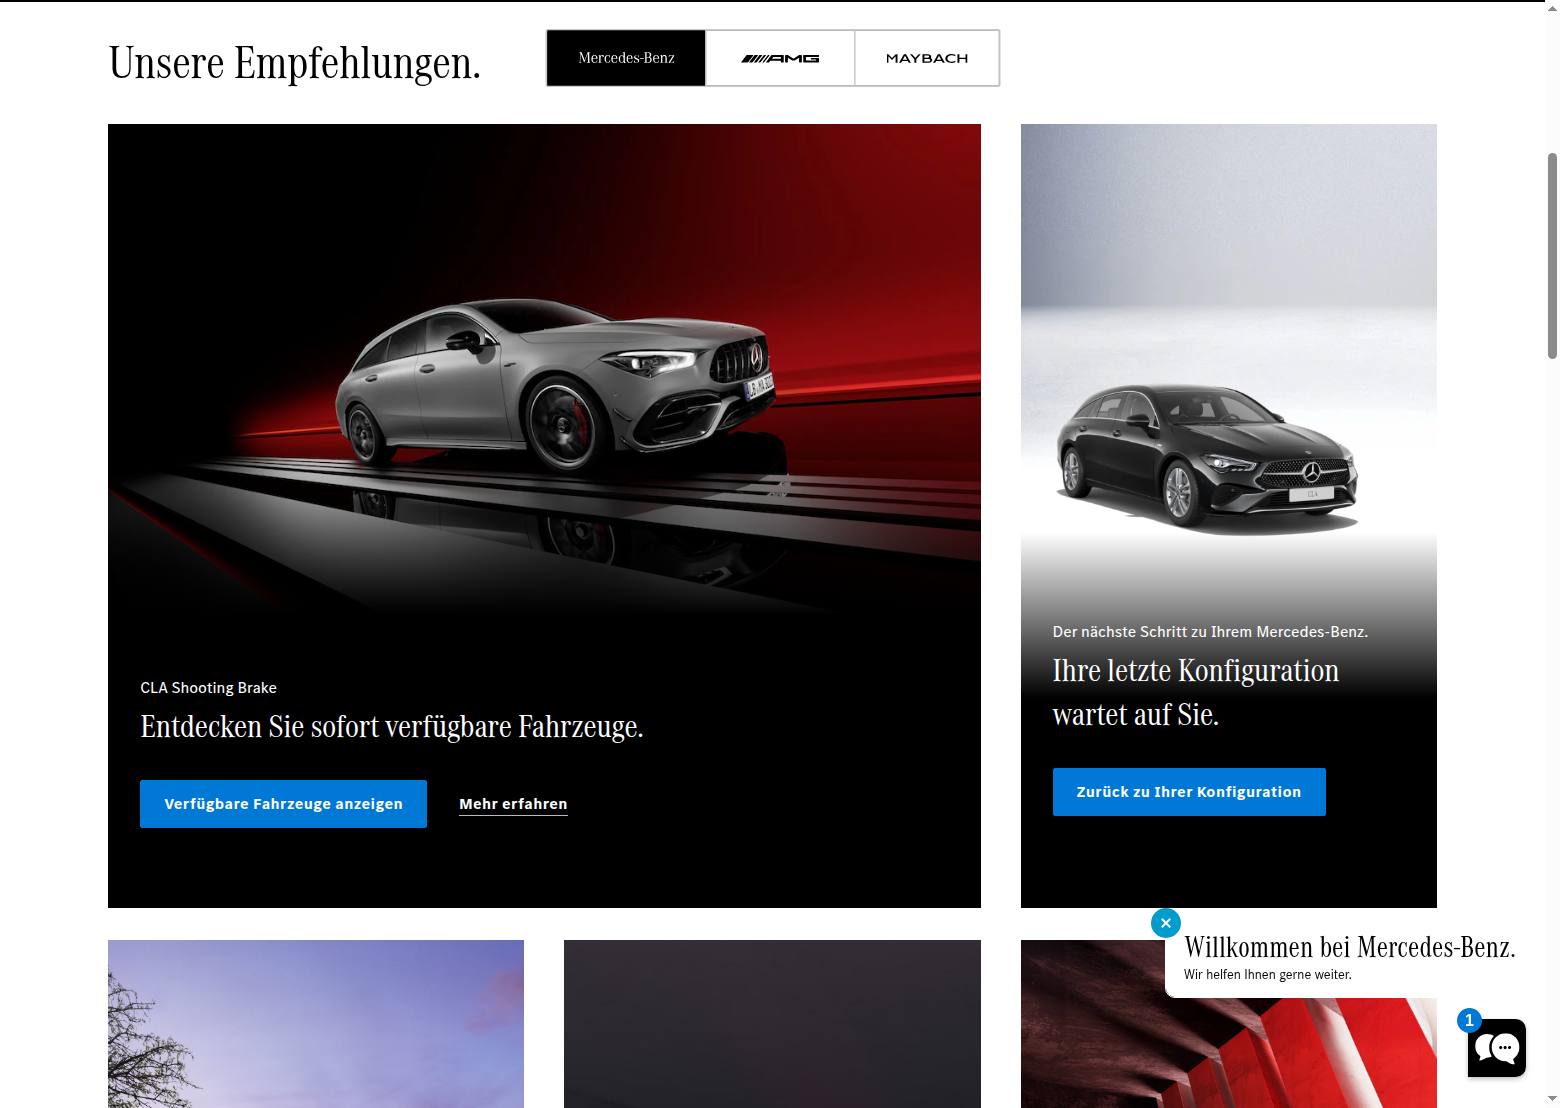 Unsere Empfehlungen.
Mercedes-Benz
AMG
MAYBACH
CLA Shooting Brake
Entdecken Sie sofort verfügbare Fahrzeuge.
Verfügbare Fahrzeuge anzeigen
Mehr erfahren
CLA
Der nächste Schritt zu Ihrem Mercedes-Benz.
Ihre letzte Konfiguration
wartet auf Sie.
Zurück zu Ihrer Konfiguration
Willkommen bei Mercedes-Benz.
Wir helfen Ihnen gerne weiter.
1